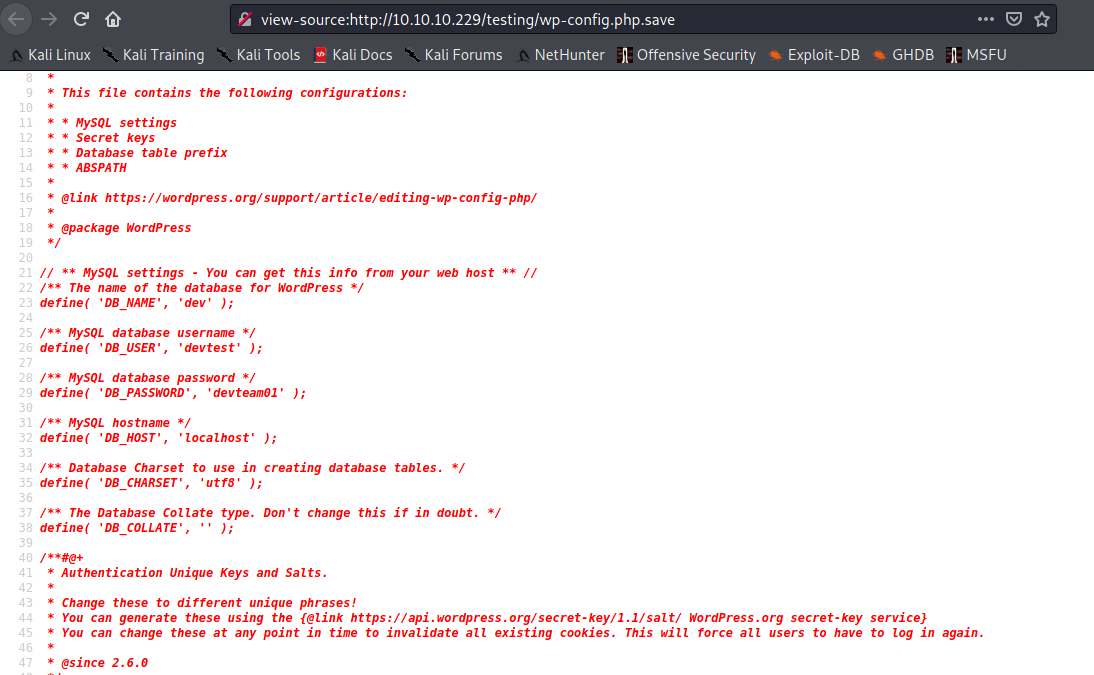 view-source:http://10.10.10.229/testing/wp-config.php.save
Kali Linux Kali Training Kali Tools Kali Docs Kali Forums NetHunter Offensive Security Exploit-DB GHDB MSFU
8 *
9 * This file contains the following configurations:
10 *
11 * * MySQL settings
12 * * Secret keys
13 * * Database table prefix
14 * * ABSPATH
15 *
16 * @link https://wordpress.org/support/article/editing-wp-config-php/
17 *
18 * @package WordPress
19 */
20
21 // ** MySQL settings - You can get this info from your web host ** //
22 /** The name of the database for WordPress */
23 define( 'DB_NAME', 'dev' );
24
25 /** MySQL database username */
26 define( 'DB_USER', 'devtest' );
27
28 /** MySQL database password */
29 define( 'DB_PASSWORD', 'devteam01' );
30
31 /** MySQL hostname */
32 define( 'DB_HOST', 'localhost' );
33
34 /** Database Charset to use in creating database tables. */
35 define( 'DB_CHARSET', 'utf8' );
36
37 /** The Database Collate type. Don't change this if in doubt. */
38 define( 'DB_COLLATE', '' );
39
40 /**#@+
41 * Authentication Unique Keys and Salts.
42 *
43 * Change these to different unique phrases!
44 * You can generate these using the {@link https://api.wordpress.org/secret-key/1.1/salt/ WordPress.org secret-key service}
45 * You can change these at any point in time to invalidate all existing cookies. This will force all users to have to log in again.
46 *
47 * @since 2.6.0